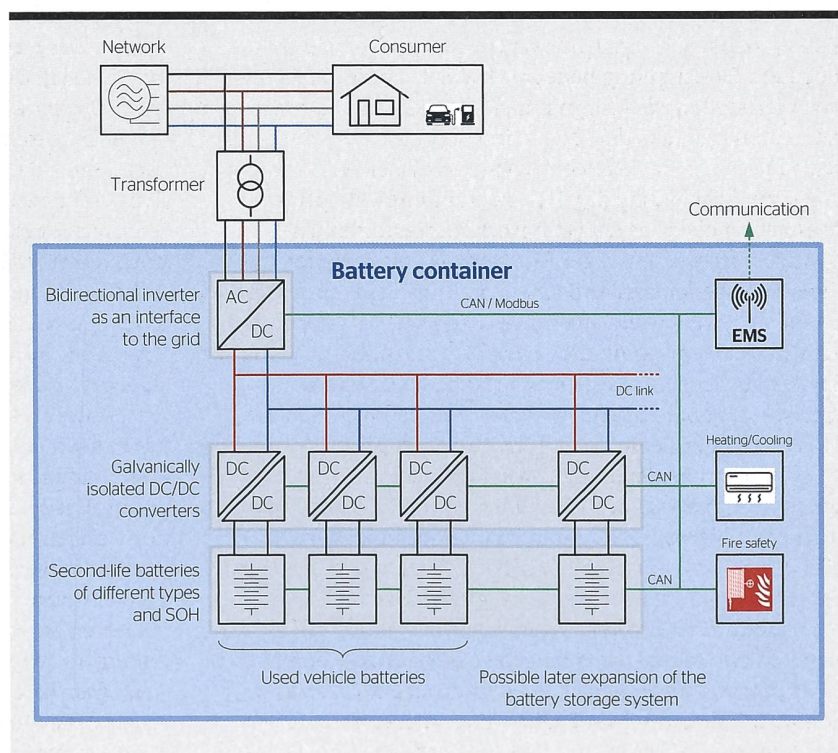 Network
Consumer
Transformer
Communication
Battery container
Bidirectional inverter
as an interface
to the grid
AC
DC
CAN / Modbus
EMS
DC link
Galvanically
isolated DC/DC
converters
DC
DC
DC
DC
DC
DC
DC
DC
CAN
Heating/Cooling
Second-life batteries
of different types
and SOH
CAN
Fire safety
Used vehicle batteries
Possible later expansion of the
battery storage system